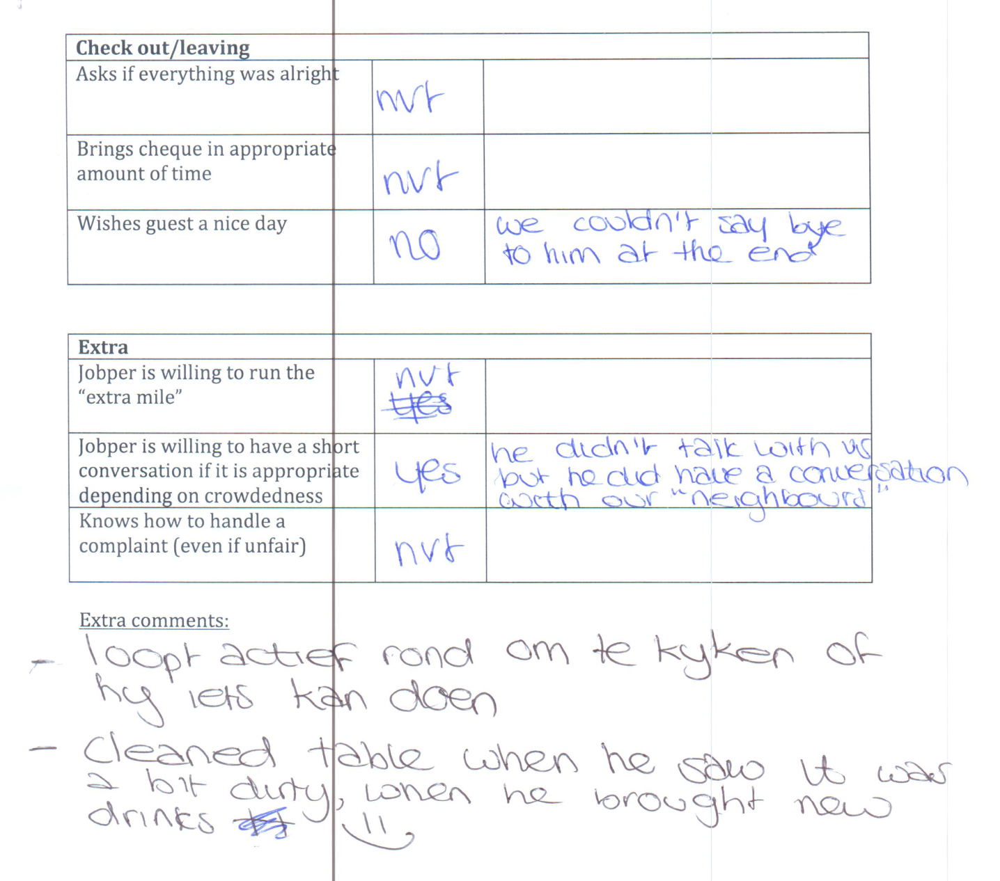 Check out/leaving
Asks if everything was alright
nvt
Brings cheque in appropriate
amount of time
nvt
Wishes guest a nice day
no
we couldn't say bye
to him at the end
Extra
Jobper is willing to run the
"extra mile"
nvt
yes
Jobper is willing to have a short
conversation if it is appropriate
depending on crowdedness
yes
he didn't talk with us
but he did have a conversation
with our "neighbours"
Knows how to handle a
complaint (even if unfair)
nvt
Extra comments:
- loopt actief rond om te kyken of
hy iets kan doen
- cleaned table when he saw it was
a bit dirty, when he brought new
drinks